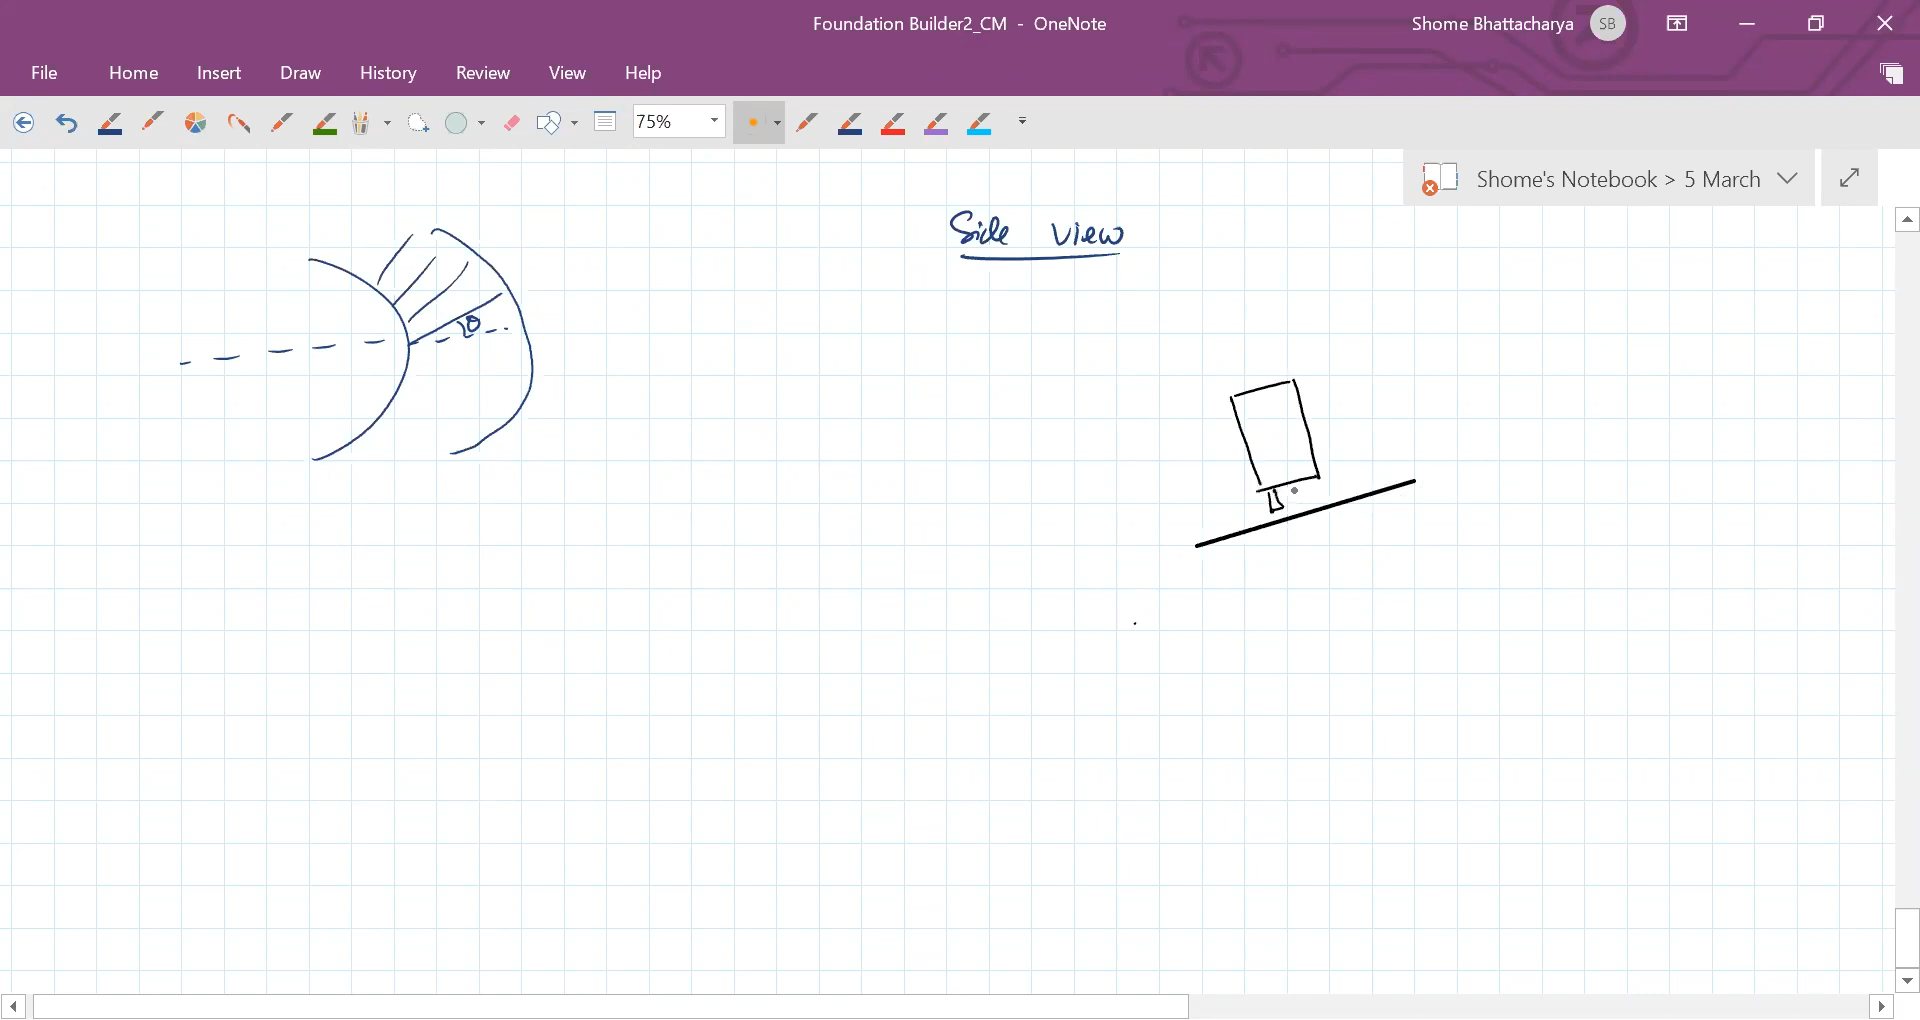 Foundation Builder2_CM - OneNote
Shome Bhattacharya SB
File Home Insert Draw History Review View Help
75%
Shome's Notebook > 5 March
Side View
θ